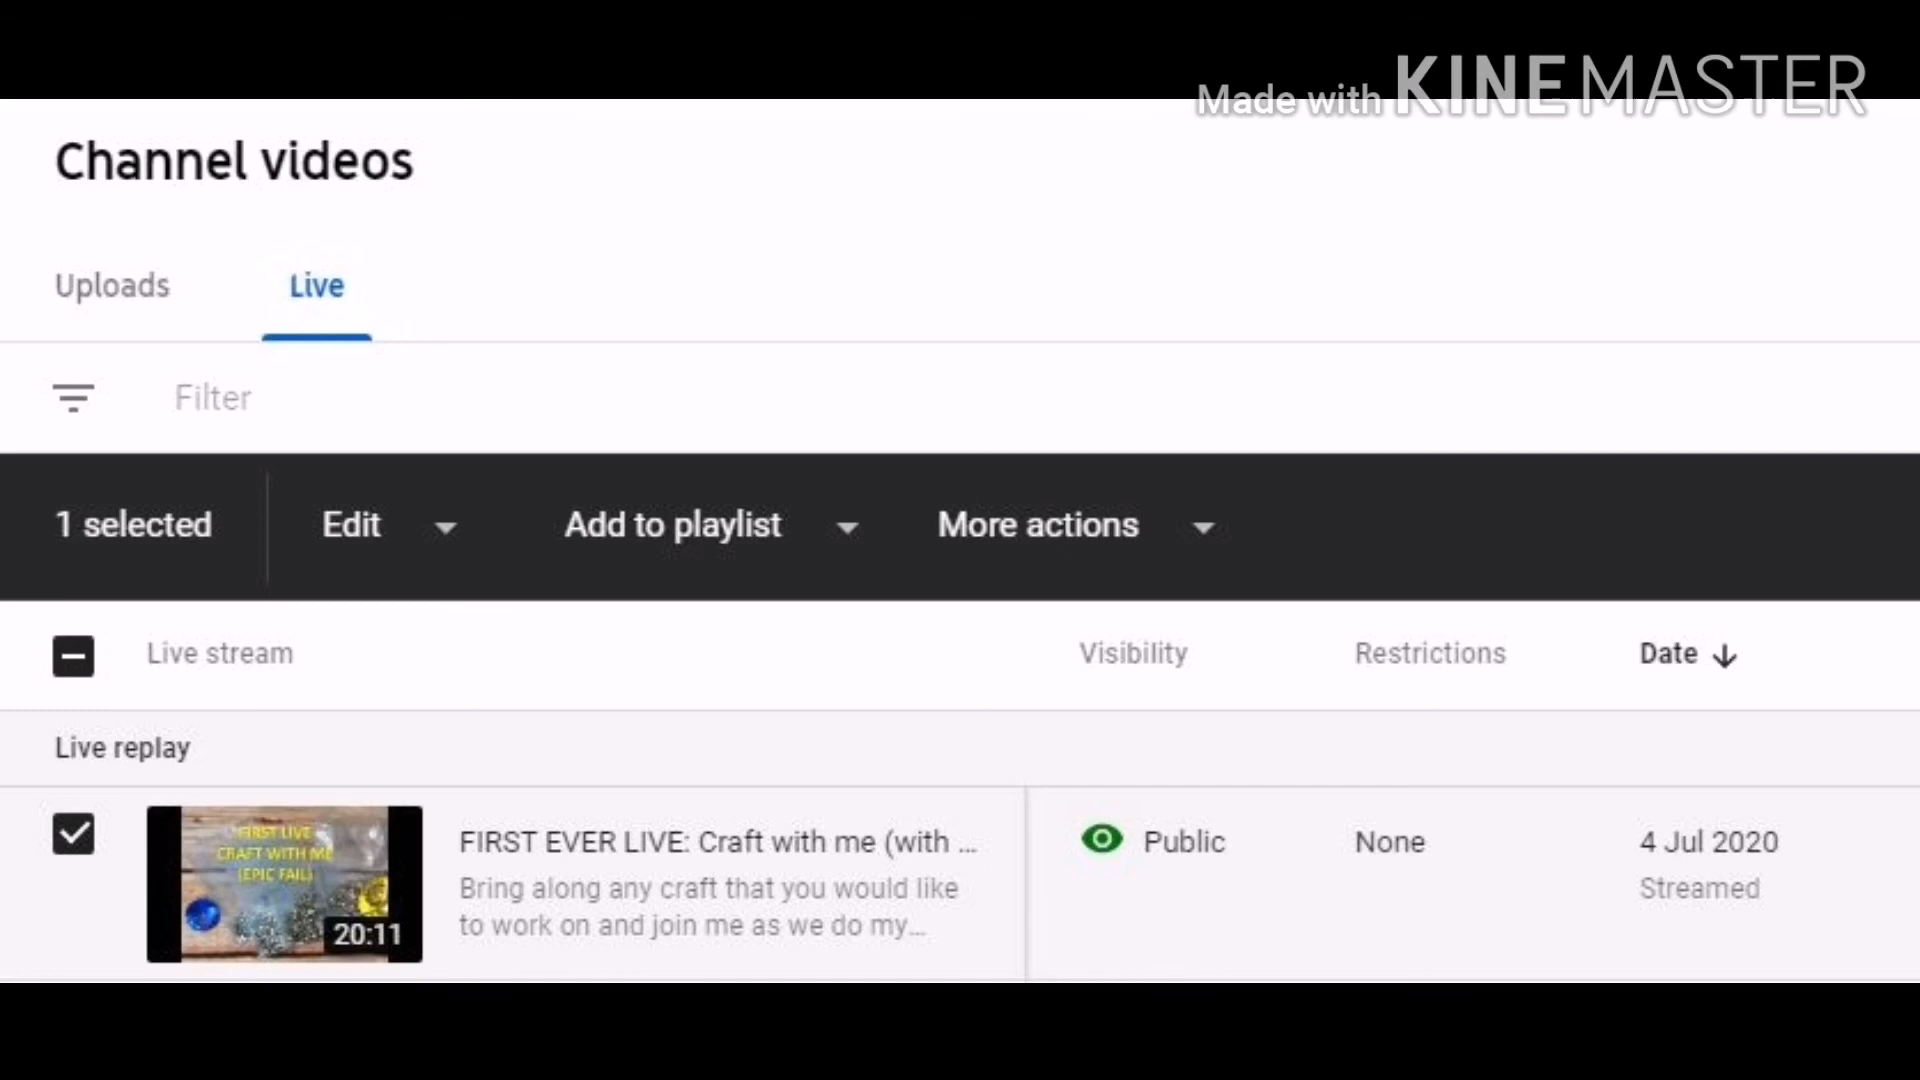 Made with KINEMASTER
Channel videos
Uploads Live
Filter
1 selected Edit Add to playlist More actions
Live stream Visibility Restrictions Date
Live replay
FIRST LIVE
CRAFT WITH ME
(EPIC FAIL)
20:11
FIRST EVER LIVE: Craft with me (with ...
Bring along any craft that you would like
to work on and join me as we do my...
Public None 4 Jul 2020
Streamed